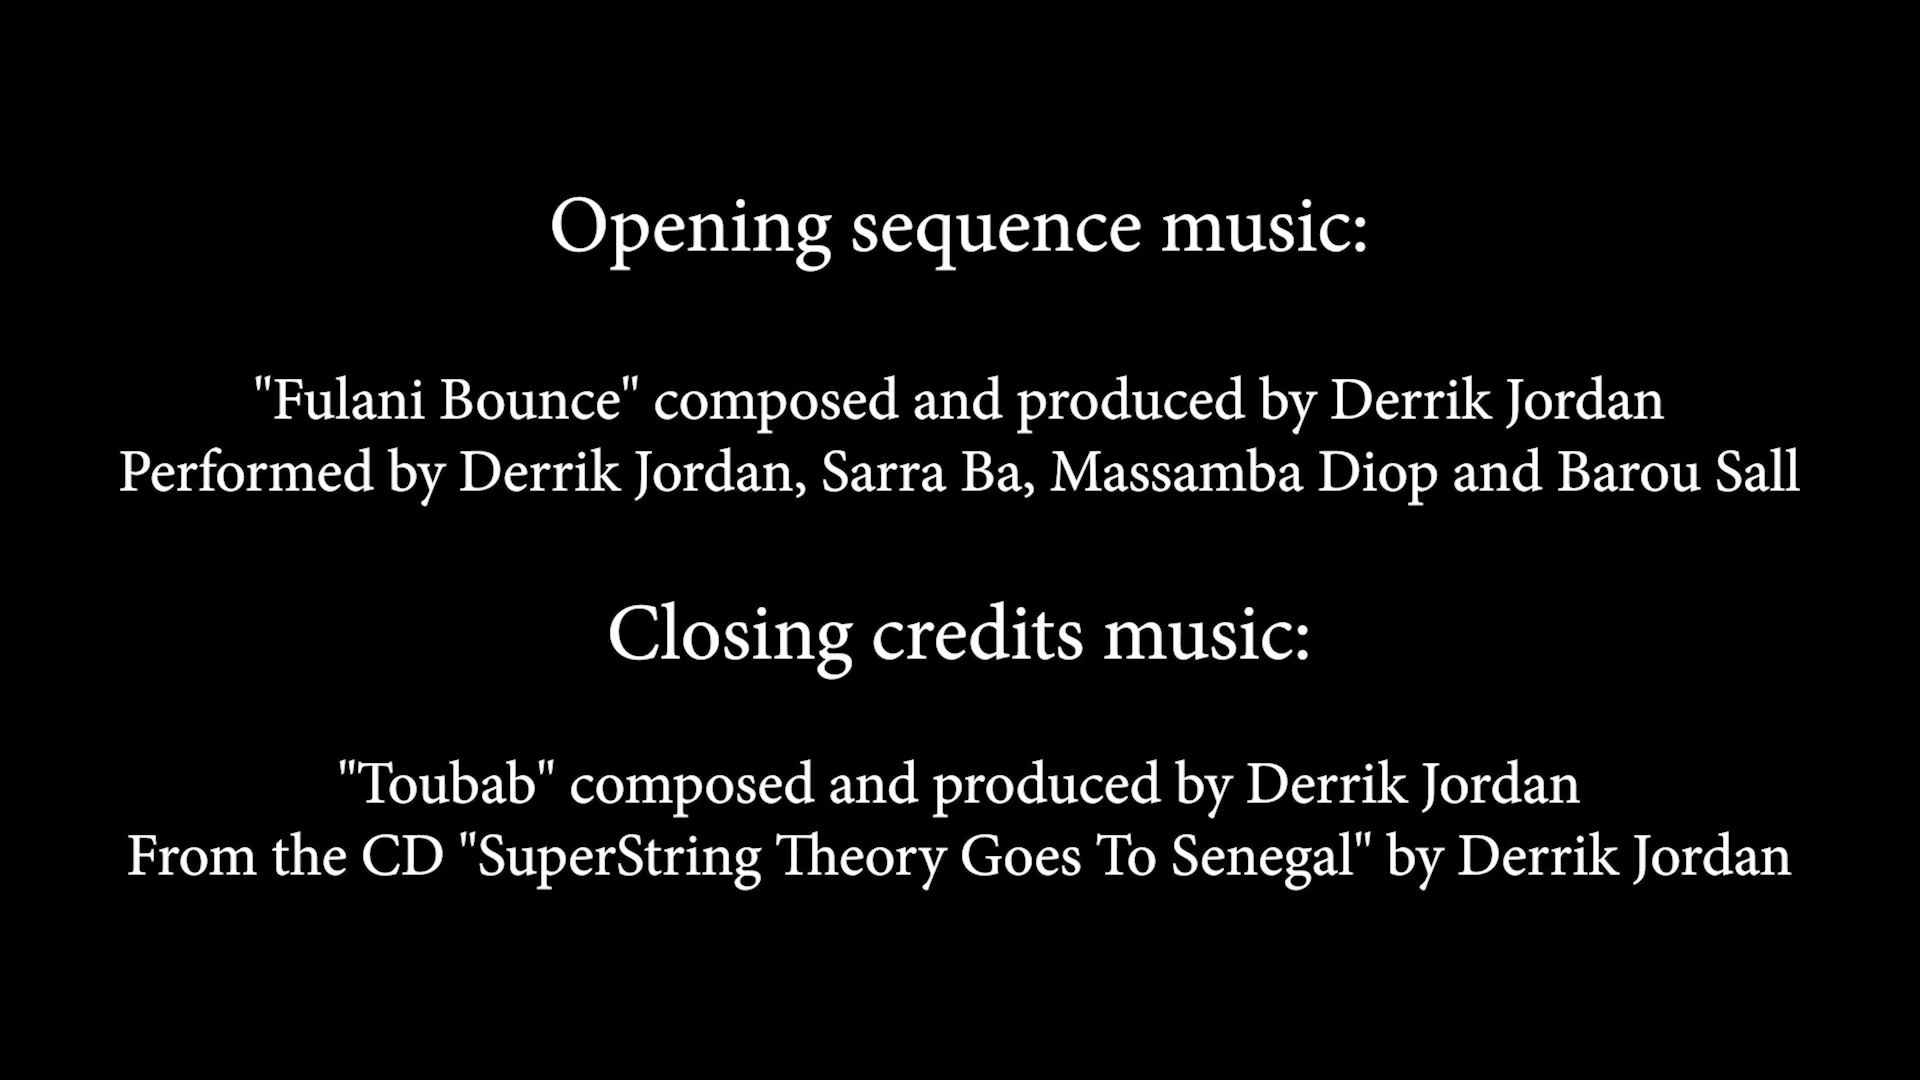 Opening sequence music:
"Fulani Bounce" composed and produced by Derrik Jordan
Performed by Derrik Jordan, Sarra Ba, Massamba Diop and Barou Sall
Closing credits music:
"Toubab" composed and produced by Derrik Jordan
From the CD "SuperString Theory Goes To Senegal" by Derrik Jordan